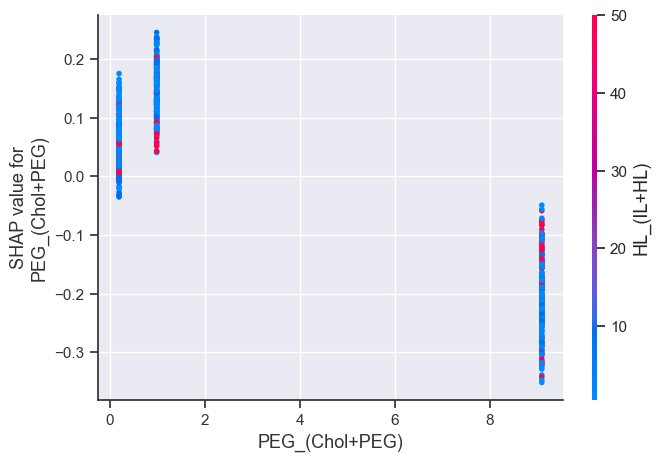 0.2
0.1
0.0
−0.1
−0.2
−0.3
SHAP value for
PEG_(Chol+PEG)
0 2 4 6 8
PEG_(Chol+PEG)
50
40
30
20
10
HL_(IL+HL)